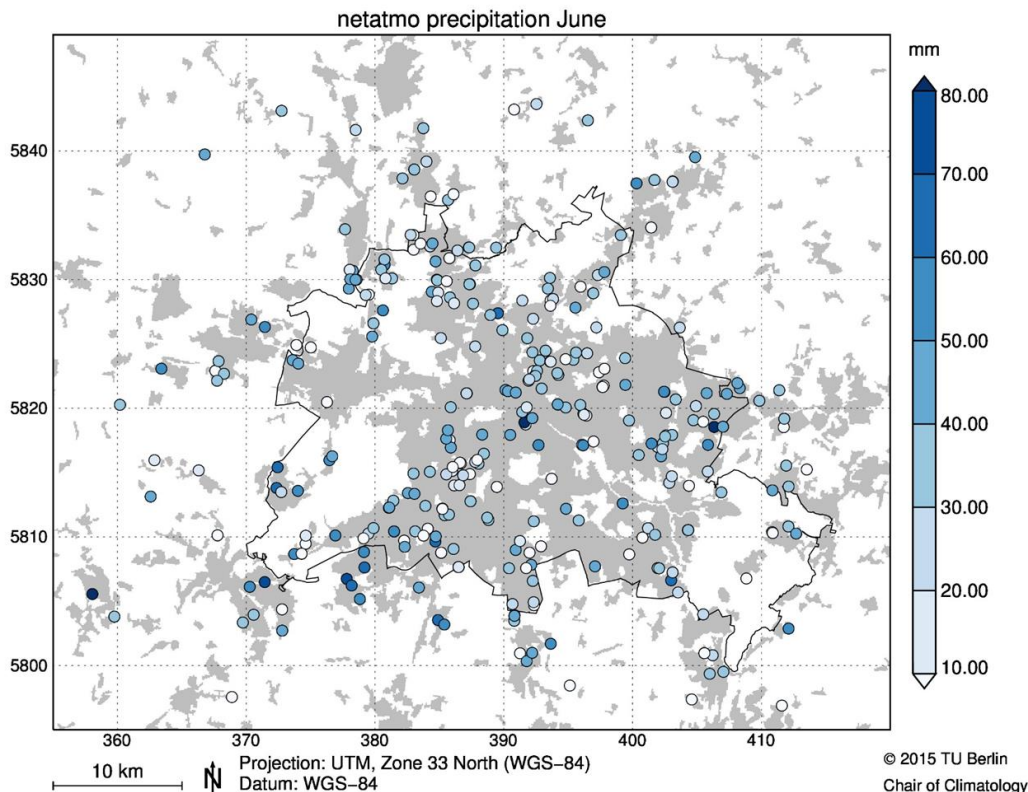 netatmo precipitation June
mm
80.00
70.00
60.00
50.00
40.00
30.00
20.00
10.00
5840
5830
5820
5810
5800
360 370 380 390 400 410
10 km
N
Projection: UTM, Zone 33 North (WGS−84)
Datum: WGS−84
© 2015 TU Berlin
Chair of Climatology